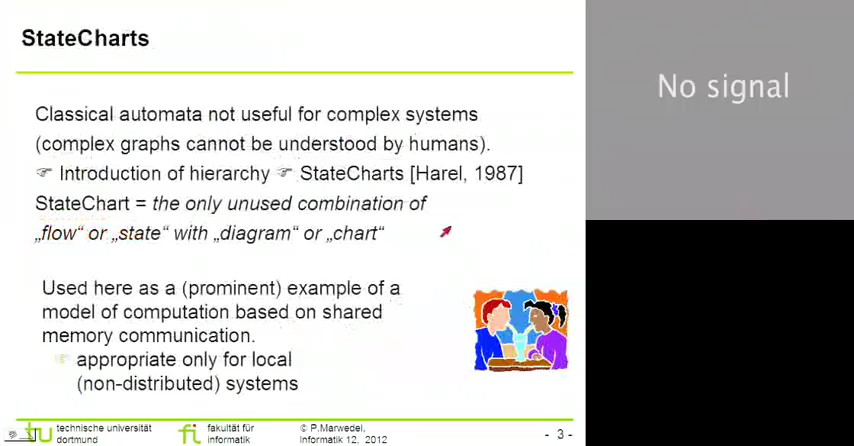 StateCharts
No signal
Classical automata not useful for complex systems
(complex graphs cannot be understood by humans).
☞ Introduction of hierarchy ☞ StateCharts [Harel, 1987]
StateChart = the only unused combination of
„flow“ or „state“ with „diagram“ or „chart“
Used here as a (prominent) example of a
model of computation based on shared
memory communication.
☞ appropriate only for local
(non-distributed) systems
tu technische universität
dortmund
fi fakultät für
informatik
© P.Marwedel,
Informatik 12, 2012
- 3 -